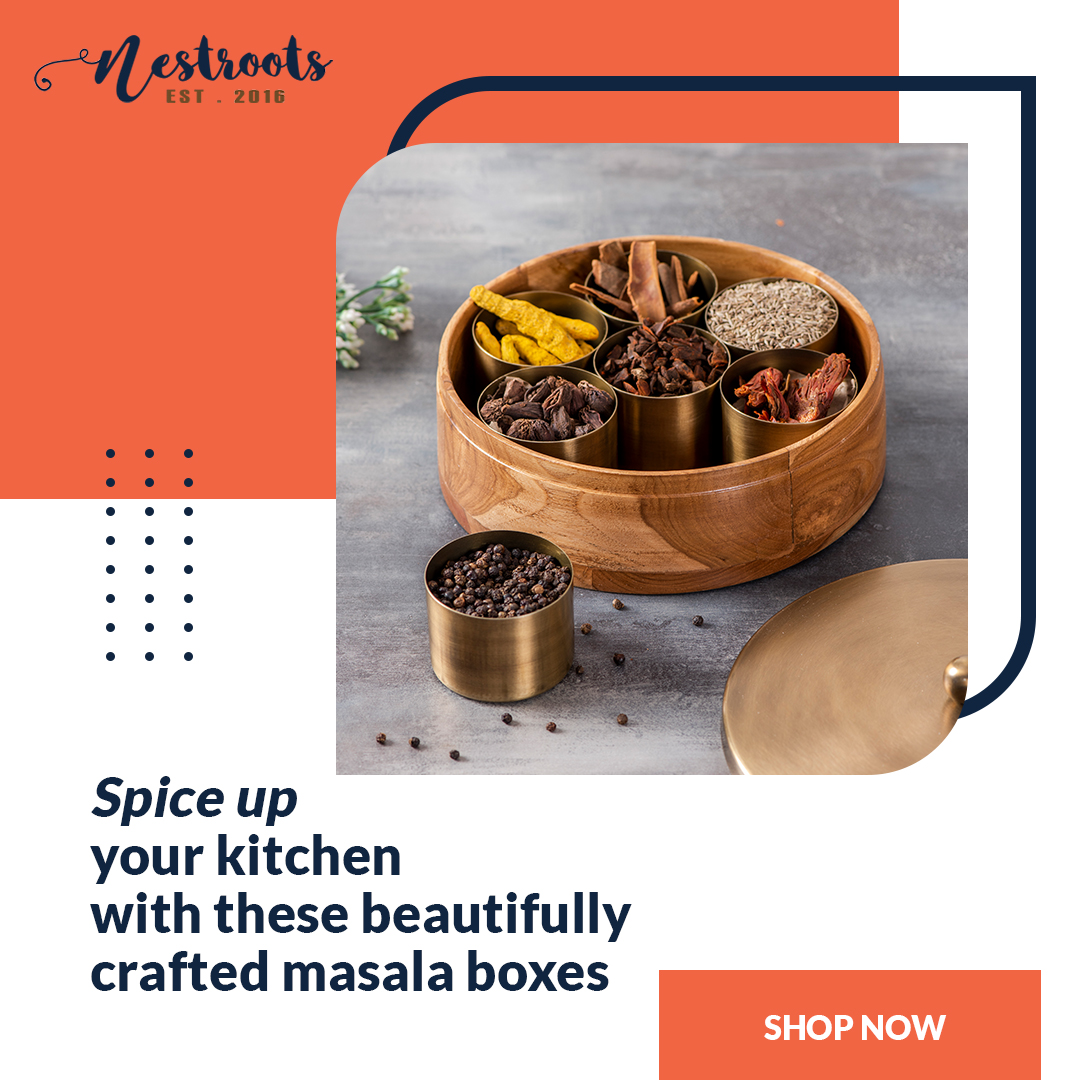 Nestroots
EST . 2016
Spice up
your kitchen
with these beautifully
crafted masala boxes
SHOP NOW